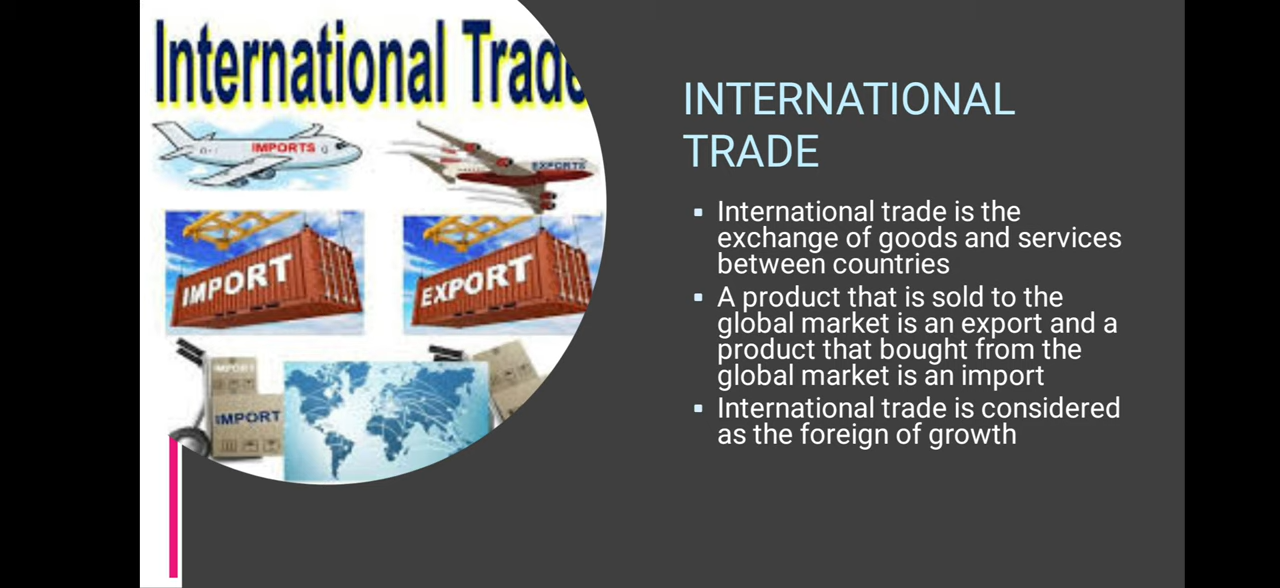 International Trade
IMPORTS
EXPORTS
IMPORT
EXPORT
IMPORT
IMPORT
INTERNATIONAL
TRADE
▪ International trade is the
exchange of goods and services
between countries
▪ A product that is sold to the
global market is an export and a
product that bought from the
global market is an import
▪ International trade is considered
as the foreign of growth